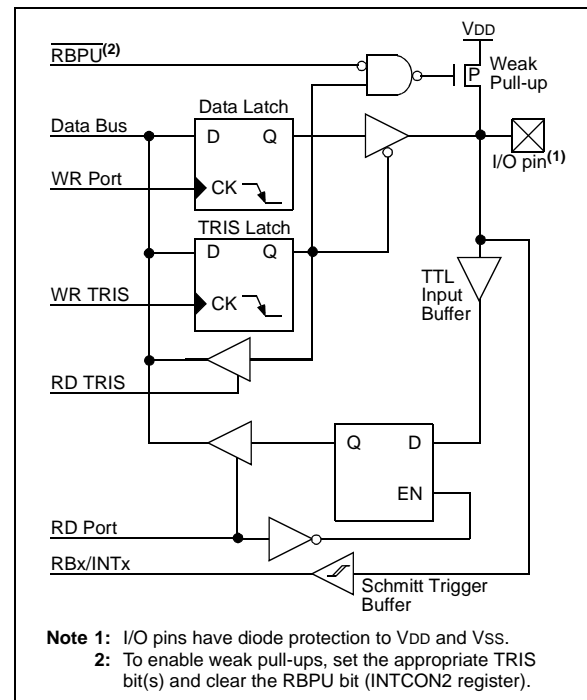 VDD
RBPU(2)
P
Weak
Pull-up
Data Latch
Data Bus
D
Q
I/O pin(1)
WR Port
CK
TRIS Latch
D
Q
TTL
Input
Buffer
WR TRIS
CK
RD TRIS
Q
D
EN
RD Port
RBx/INTx
Schmitt Trigger
Buffer
Note 1: I/O pins have diode protection to VDD and VSS.
2: To enable weak pull-ups, set the appropriate TRIS
bit(s) and clear the RBPU bit (INTCON2 register).